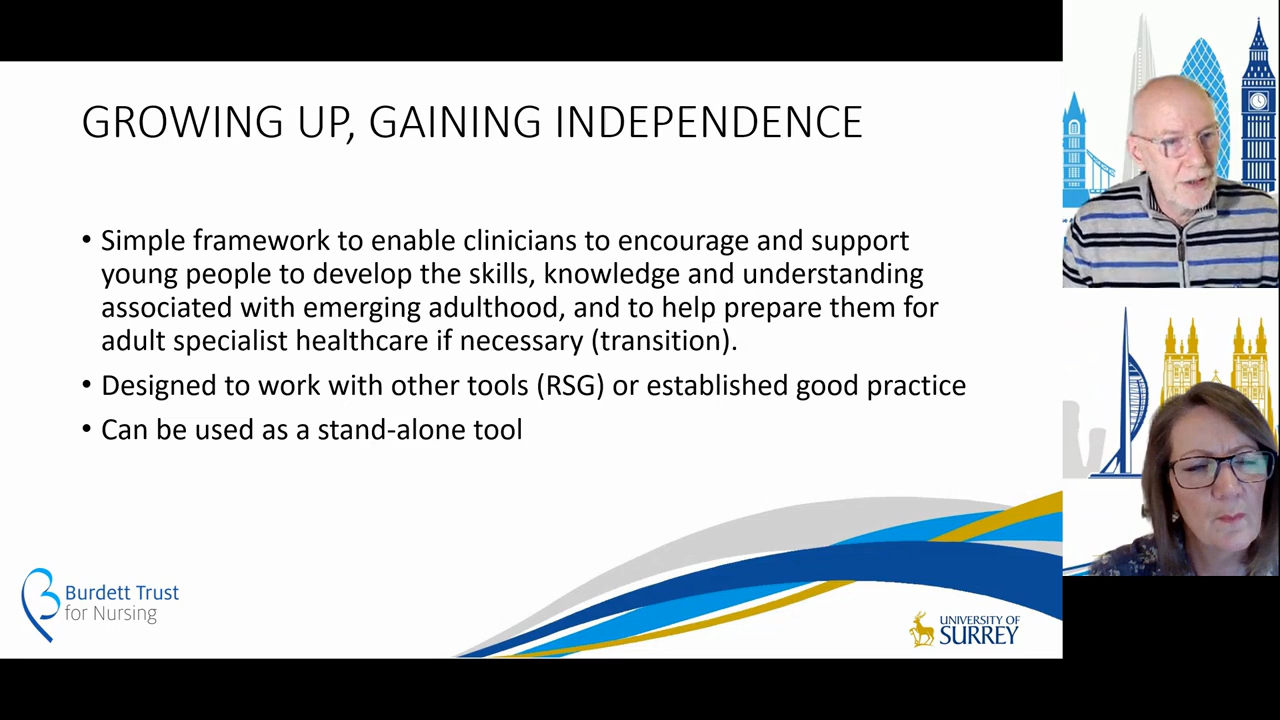 GROWING UP, GAINING INDEPENDENCE
• Simple framework to enable clinicians to encourage and support
young people to develop the skills, knowledge and understanding
associated with emerging adulthood, and to help prepare them for
adult specialist healthcare if necessary (transition).
• Designed to work with other tools (RSG) or established good practice
• Can be used as a stand-alone tool
Burdett Trust
for Nursing
UNIVERSITY OF
SURREY